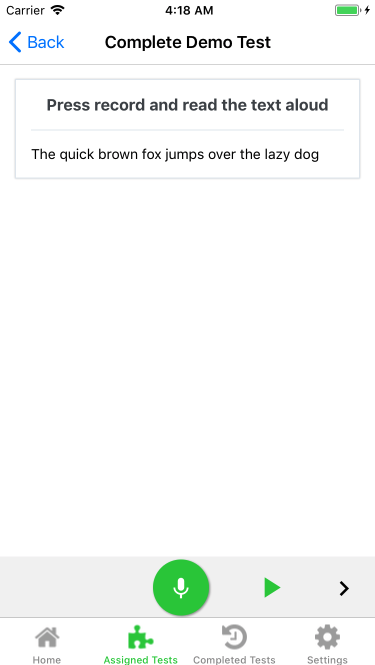 Carrier 4:18 AM
Back Complete Demo Test
Press record and read the text aloud
The quick brown fox jumps over the lazy dog
Home Assigned Tests Completed Tests Settings